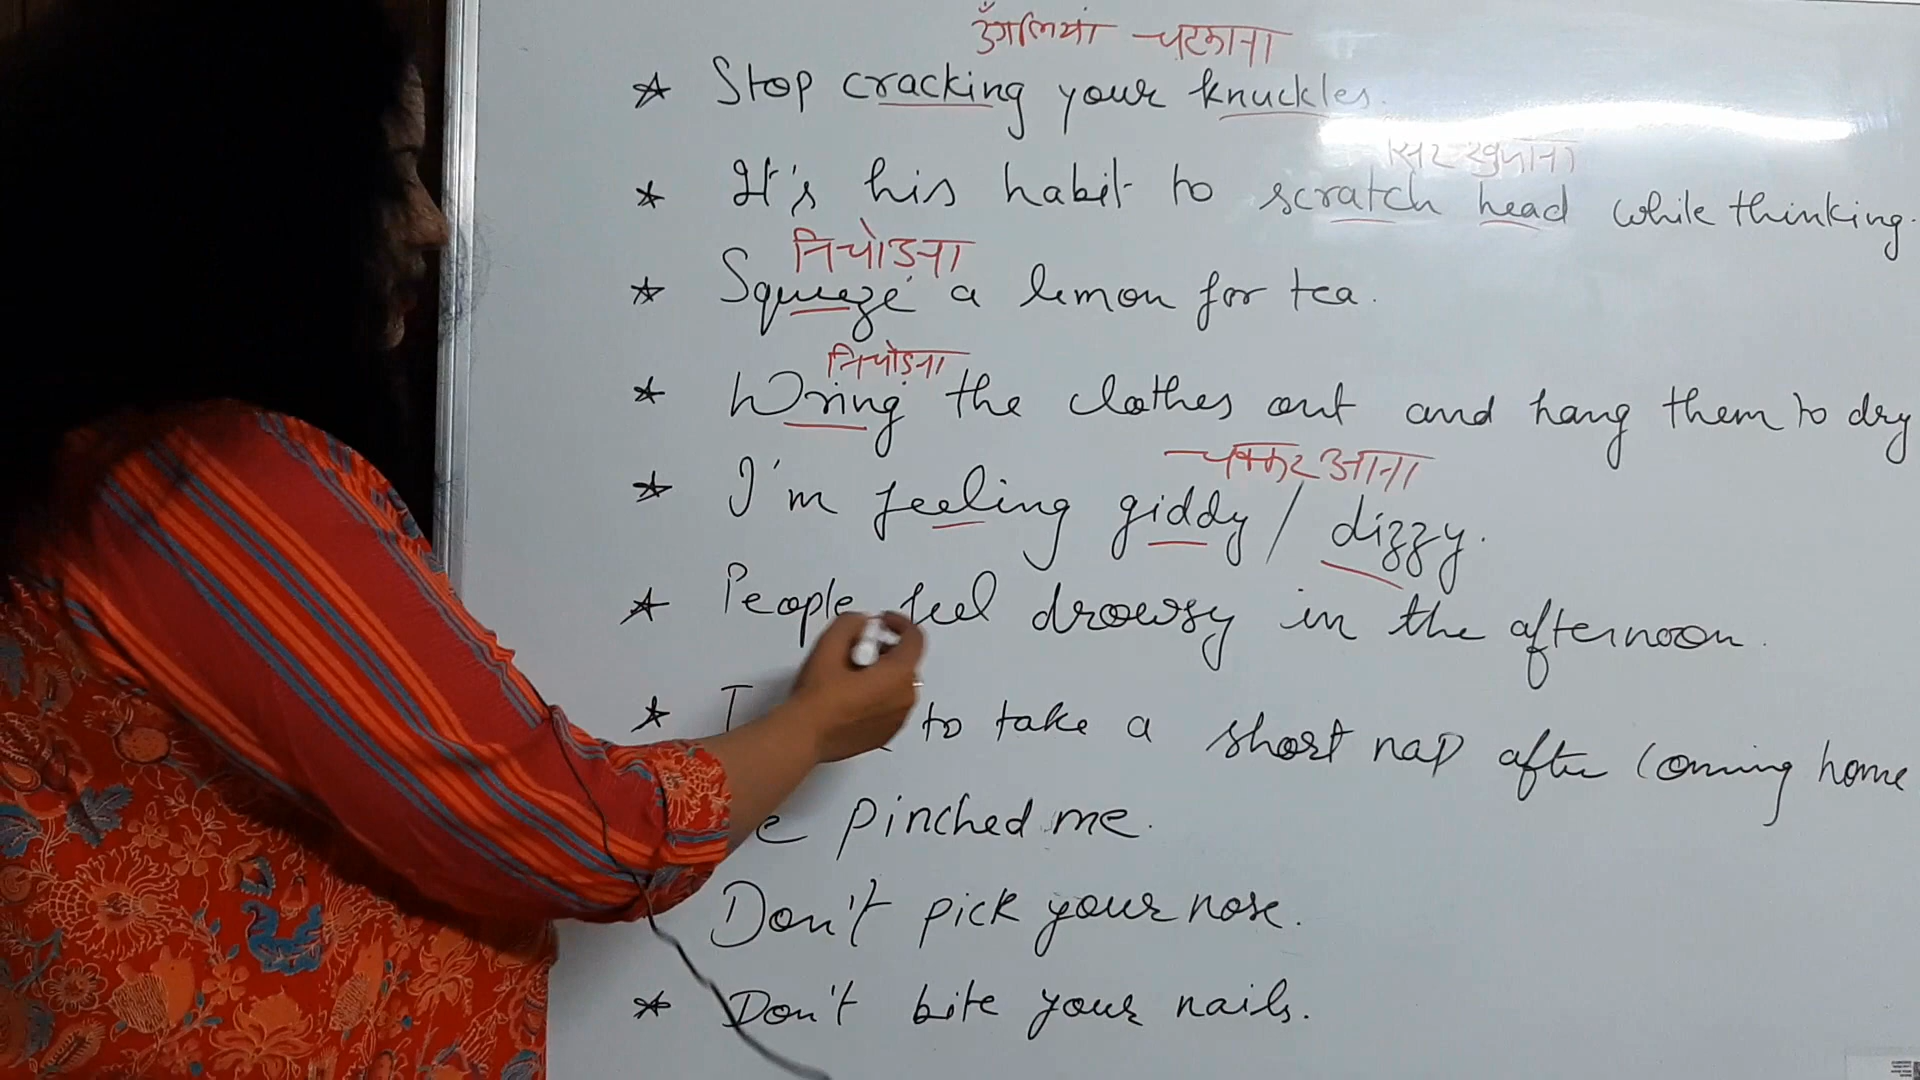 उँगलियां चटकाना
☆ Stop cracking your knuckles.
सिर खुजाना
☆ It's his habit to scratch head while thinking.
निचोड़ना
☆ Squeeze a lemon for tea.
निचोड़ना
☆ Wring the clothes out and hang them to dry
चक्कर आना
☆ I'm feeling giddy / dizzy.
☆ People feel drowsy in the afternoon.
☆ I to take a short nap after coming home
pinched me.
Don't pick your nose.
☆ Don't bite your nails.